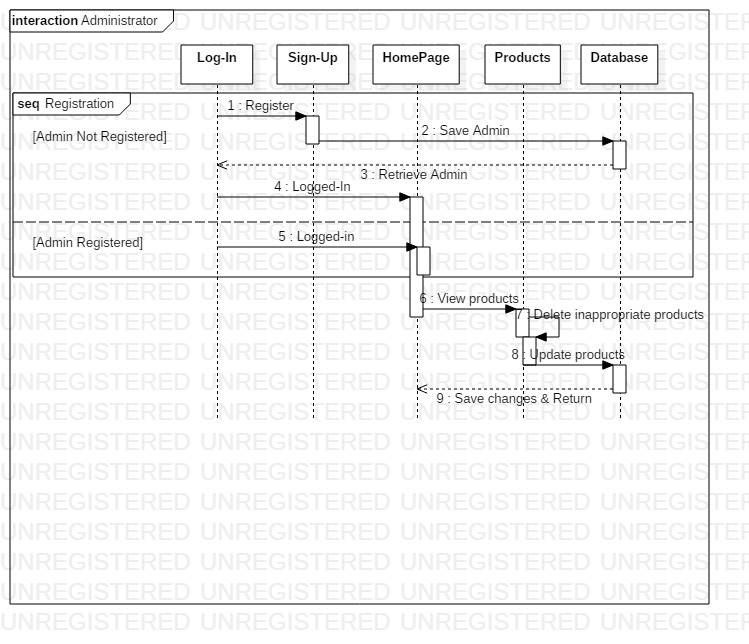 interaction Administrator
Log-In
Sign-Up
HomePage
Products
Database
seq Registration
1 : Register
[Admin Not Registered]
2 : Save Admin
3 : Retrieve Admin
4 : Logged-In
[Admin Registered]
5 : Logged-in
6 : View products
7 : Delete inappropriate products
8 : Update products
9 : Save changes & Return
UNREGISTERED UNREGISTERED UNREGISTERED UNREGISTERED